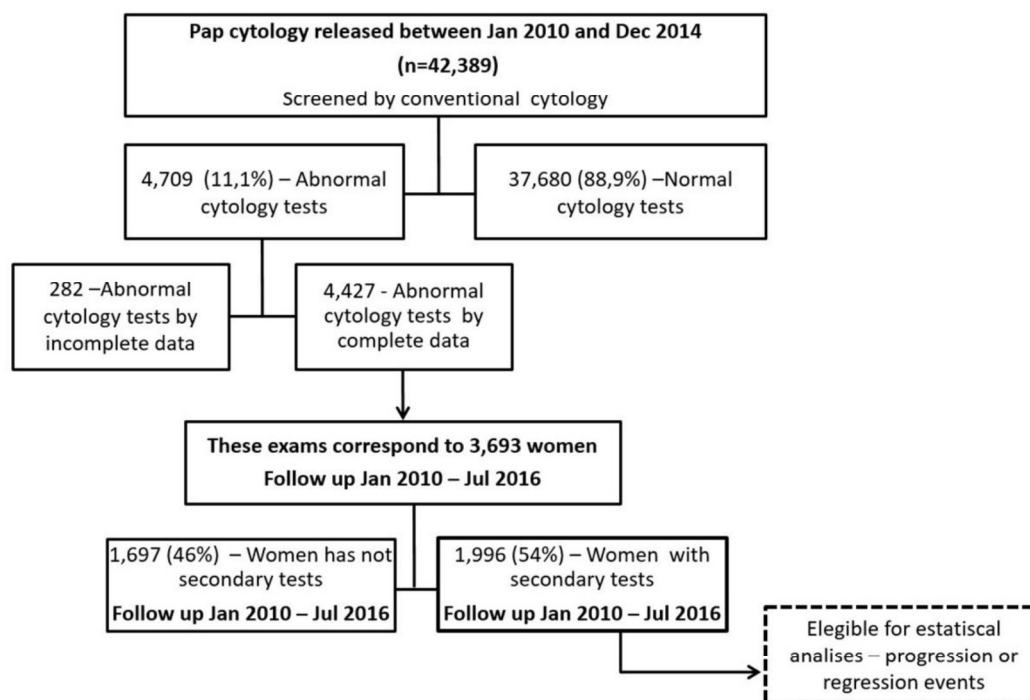 Pap cytology released between Jan 2010 and Dec 2014
(n=42,389)
Screened by conventional cytology
4,709 (11,1%) – Abnormal
cytology tests
37,680 (88,9%) –Normal
cytology tests
282 –Abnormal
cytology tests by
incomplete data
4,427 - Abnormal
cytology tests by
complete data
These exams correspond to 3,693 women
Follow up Jan 2010 – Jul 2016
1,697 (46%) – Women has not
secondary tests
Follow up Jan 2010 – Jul 2016
1,996 (54%) – Women with
secondary tests
Follow up Jan 2010 – Jul 2016
Elegible for estatiscal
analises – progression or
regression events